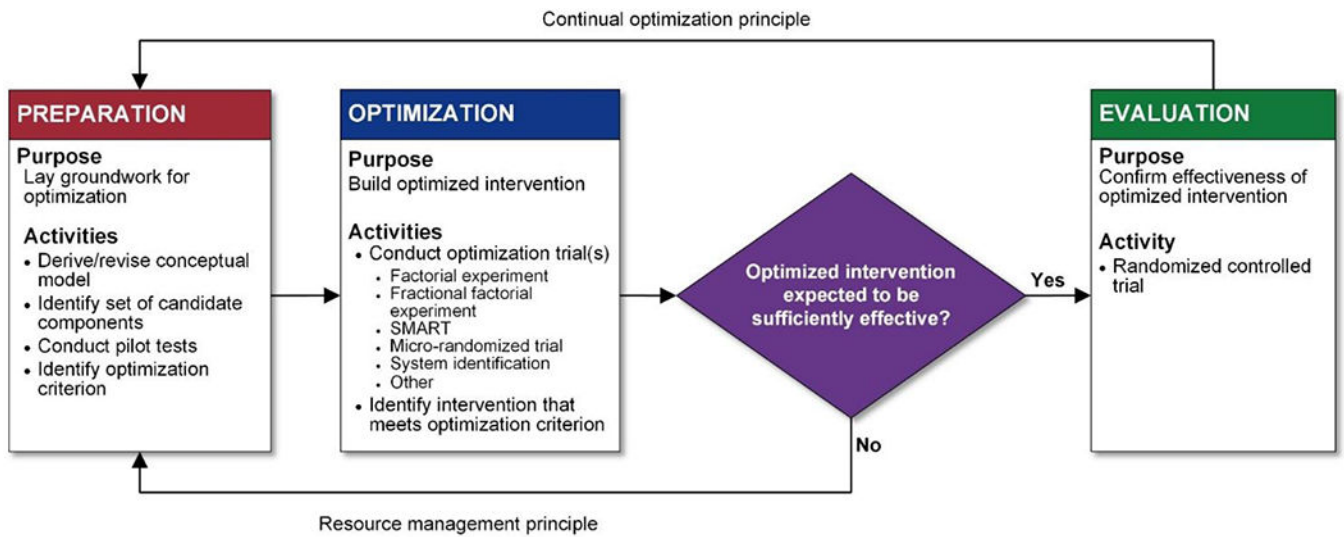 Continual optimization principle
PREPARATION
Purpose
Lay groundwork for
optimization
Activities
• Derive/revise conceptual
model
• Identify set of candidate
components
• Conduct pilot tests
• Identify optimization
criterion
OPTIMIZATION
Purpose
Build optimized intervention
Activities
• Conduct optimization trial(s)
• Factorial experiment
• Fractional factorial
experiment
• SMART
• Micro-randomized trial
• System identification
• Other
• Identify intervention that
meets optimization criterion
Optimized intervention
expected to be
sufficiently effective?
Yes
No
EVALUATION
Purpose
Confirm effectiveness of
optimized intervention
Activity
• Randomized controlled
trial
Resource management principle